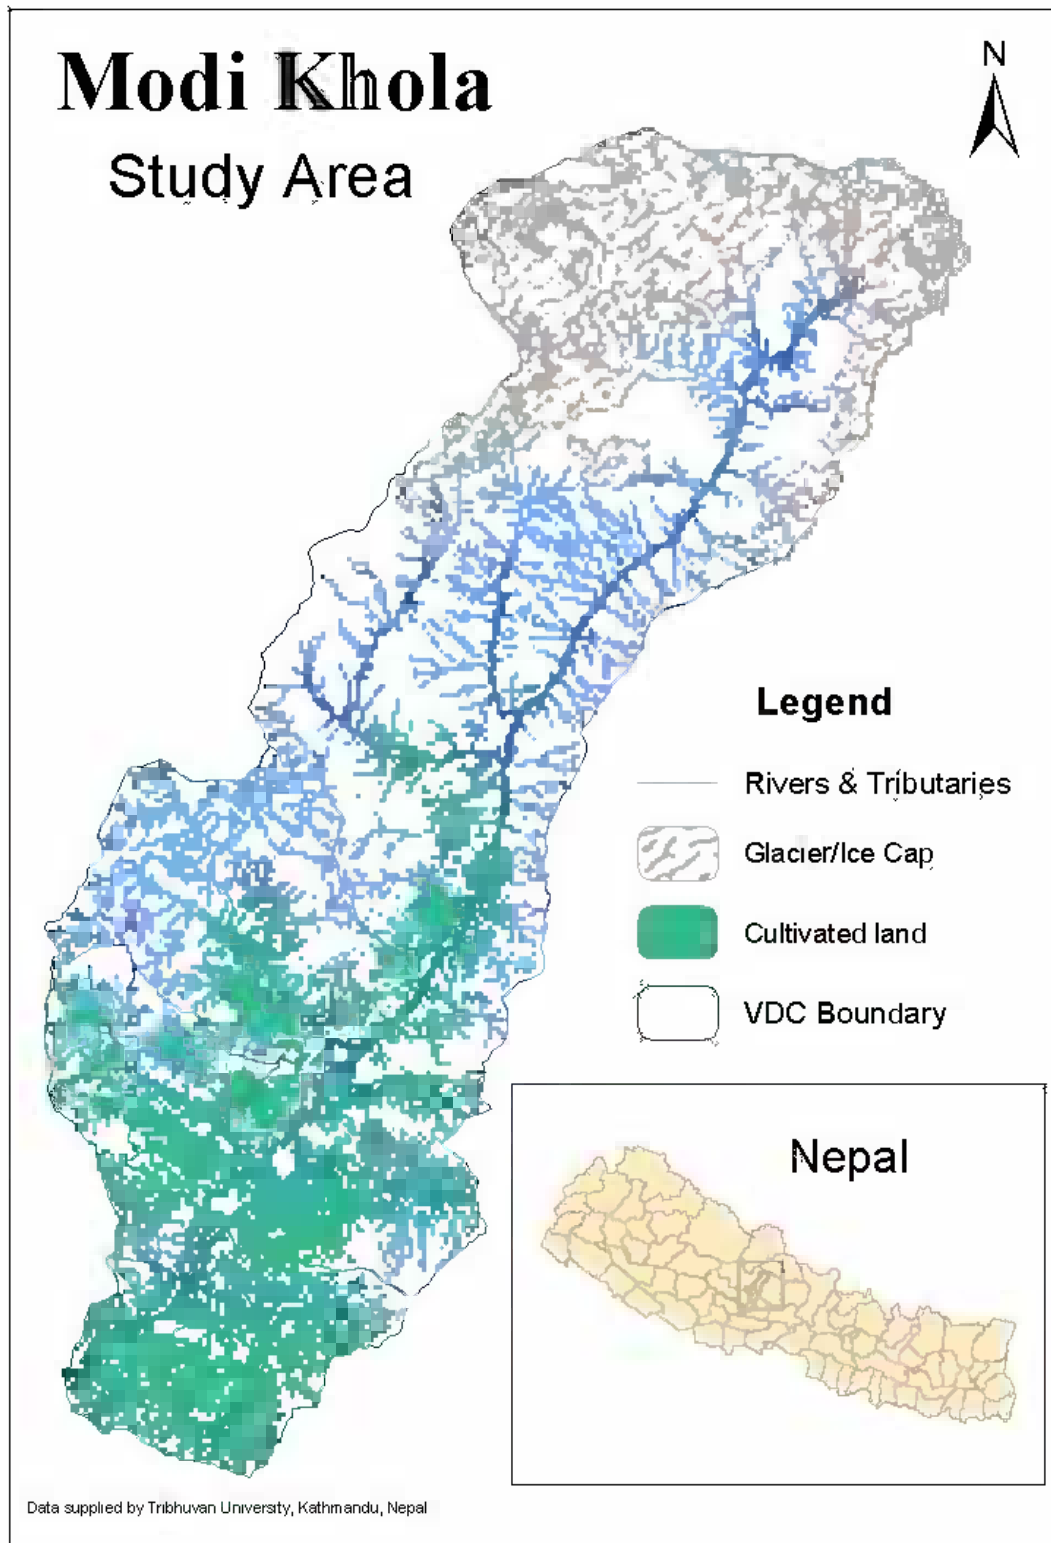 Modi Khola
Study Area
N
Legend
Rivers & Tributaries
Glacier/Ice Cap
Cultivated land
VDC Boundary
Nepal
Data supplied by Tribhuvan University, Kathmandu, Nepal